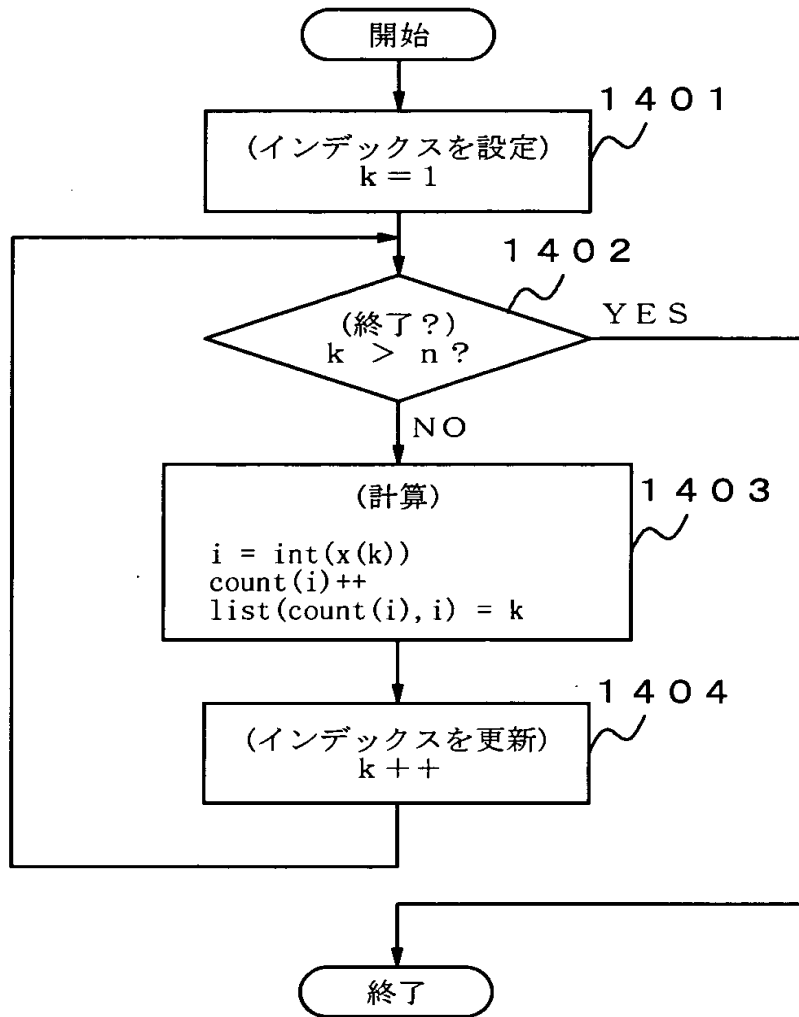 開始
1401
(インデックスを設定)
k=1
1402
(終了?)
k > n?
YES
NO
1403
(計算)
i = int(x(k))
count(i)++
list(count(i),i) = k
1404
(インデックスを更新)
k++
終了